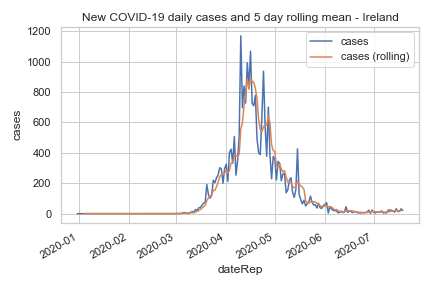 New COVID-19 daily cases and 5 day rolling mean - Ireland
cases
cases (rolling)
1200
1000
800
600
400
200
0
cases
2020-01
2020-02
2020-03
2020-04
2020-05
2020-06
2020-07
dateRep